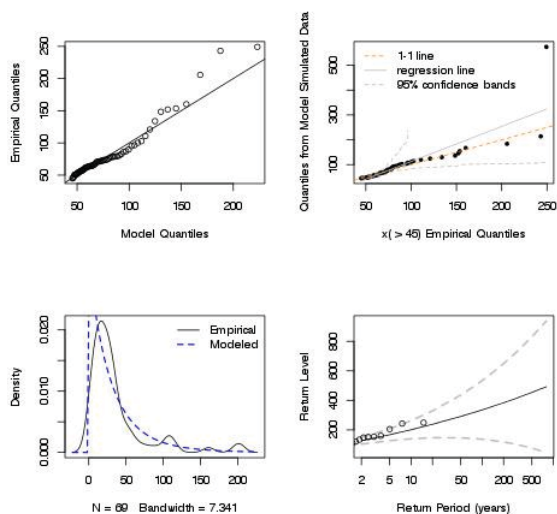 Empirical Quantiles
50 100 150 200 250
50 100 150 200
Model Quantiles
Quantiles from Model Simulated Data
100 300 500
1-1 line
regression line
95% confidence bands
50 100 150 200 250
x( > 45) Empirical Quantiles
Density
0.000 0.010 0.020
Empirical
Modeled
0 50 100 150 200
N = 69 Bandwidth = 7.341
Return Level
200 400 600 800
2 5 10 50 200 500
Return Period (years)